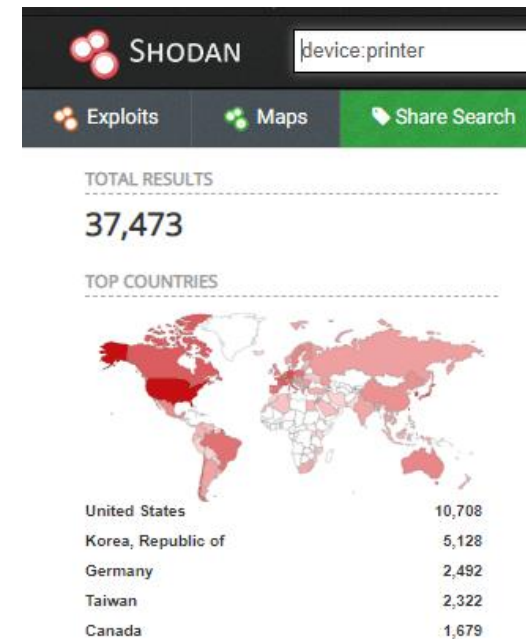 SHODAN
device:printer
Exploits
Maps
Share Search
TOTAL RESULTS
37,473
TOP COUNTRIES
United States 10,708
Korea, Republic of 5,128
Germany 2,492
Taiwan 2,322
Canada 1,679